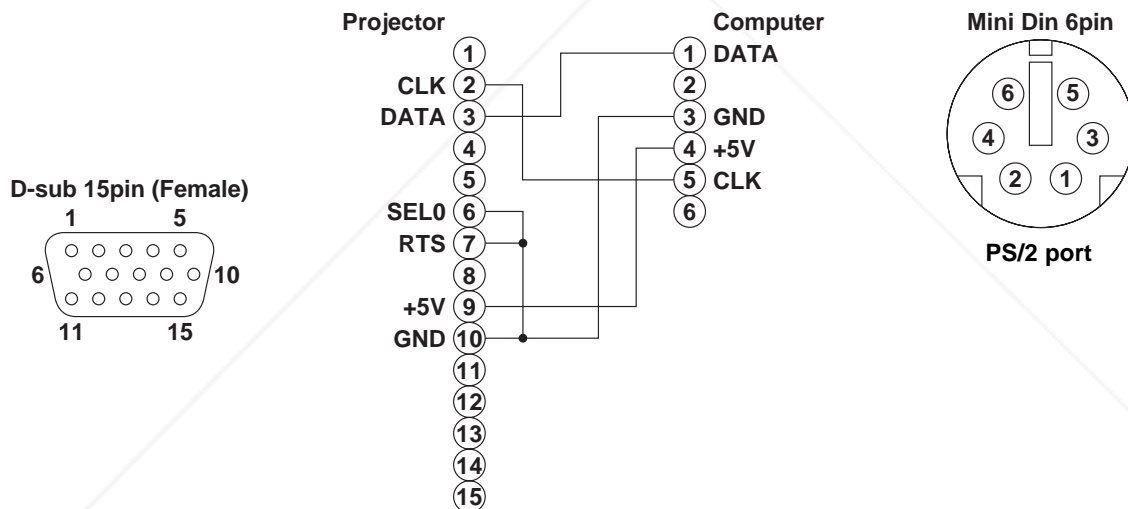 Projector
1
CLK 2
DATA 3
4
5
SEL0 6
RTS 7
8
+5V 9
GND 10
11
12
13
14
15
Computer
1 DATA
2
3 GND
4 +5V
5 CLK
6
Mini Din 6pin
6 5
4 3
2 1
PS/2 port
D-sub 15pin (Female)
1 5
6 10
11 15